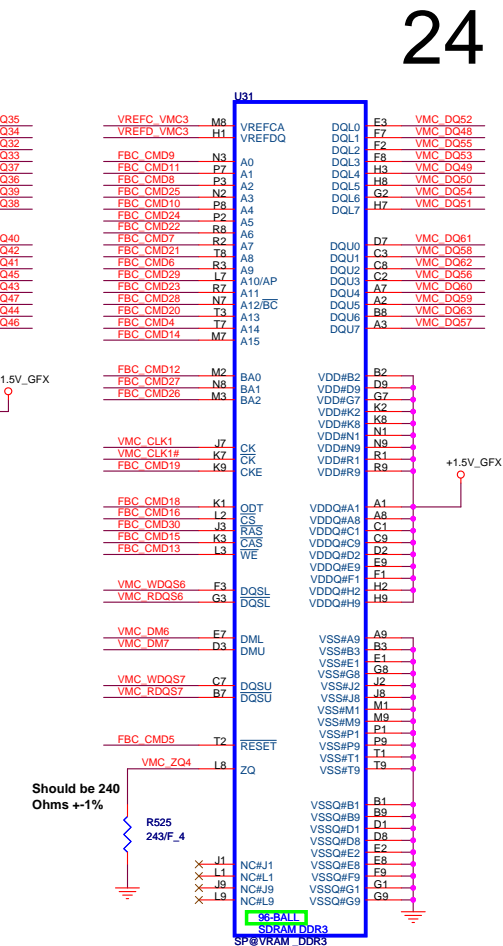 24
U31
Q35 VREFC_VMC3 M8 VREFCA DQL0 E3 VMC_DQ52
Q34 VREFD_VMC3 H1 VREFDQ DQL1 F7 VMC_DQ48
Q32 DQL2 F2 VMC_DQ55
Q33 FBC_CMD9 N3 A0 DQL3 F8 VMC_DQ53
Q37 FBC_CMD11 P7 A1 DQL4 H3 VMC_DQ49
Q36 FBC_CMD8 P3 A2 DQL5 H8 VMC_DQ50
Q39 FBC_CMD25 N2 A3 DQL6 G2 VMC_DQ54
Q38 FBC_CMD10 P8 A4 DQL7 H7 VMC_DQ51
FBC_CMD24 P2 A5
FBC_CMD22 R8 A6
Q40 FBC_CMD7 R2 A7 DQU0 D7 VMC_DQ61
Q42 FBC_CMD21 T8 A8 DQU1 C3 VMC_DQ58
Q41 FBC_CMD6 R3 A9 DQU2 C8 VMC_DQ62
Q45 FBC_CMD29 L7 A10/AP DQU3 C2 VMC_DQ56
Q43 FBC_CMD23 R7 A11 DQU4 A7 VMC_DQ60
Q47 FBC_CMD28 N7 A12/BC DQU5 A2 VMC_DQ59
Q44 FBC_CMD20 T3 A13 DQU6 B8 VMC_DQ63
Q46 FBC_CMD4 T7 A14 DQU7 A3 VMC_DQ57
FBC_CMD14 M7 A15
1.5V_GFX
FBC_CMD12 M2 BA0 VDD#B2 B2
FBC_CMD27 N8 BA1 VDD#D9 D9
FBC_CMD26 M3 BA2 VDD#G7 G7
VDD#K2 K2
VDD#K8 K8
VDD#N1 N1
VMC_CLK1 J7 CK VDD#N9 N9
VMC_CLK1# K7 CK VDD#R1 R1
FBC_CMD19 K9 CKE VDD#R9 R9
+1.5V_GFX
FBC_CMD18 K1 ODT VDDQ#A1 A1
FBC_CMD16 L2 CS VDDQ#A8 A8
FBC_CMD30 J3 RAS VDDQ#C1 C1
FBC_CMD15 K3 CAS VDDQ#C9 C9
FBC_CMD13 L3 WE VDDQ#D2 D2
VDDQ#E9 E9
VDDQ#F1 F1
VMC_WDQS6 F3 DQSL VDDQ#H2 H2
VMC_RDQS6 G3 DQSL VDDQ#H9 H9
VMC_DM6 E7 DML VSS#A9 A9
VMC_DM7 D3 DMU VSS#B3 B3
VSS#E1 E1
VSS#G8 G8
VMC_WDQS7 C7 DQSU VSS#J2 J2
VMC_RDQS7 B7 DQSU VSS#J8 J8
VSS#M1 M1
VSS#M9 M9
VSS#P1 P1
FBC_CMD5 T2 RESET VSS#P9 P9
VSS#T1 T1
VMC_ZQ4 L8 ZQ VSS#T9 T9
Should be 240
Ohms +-1%
R525
243/F_4
VSSQ#B1 B1
VSSQ#B9 B9
VSSQ#D1 D1
VSSQ#D8 D8
VSSQ#E2 E2
J1 NC#J1 VSSQ#E8 E8
L1 NC#L1 VSSQ#F9 F9
J9 NC#J9 VSSQ#G1 G1
L9 NC#L9 VSSQ#G9 G9
96-BALL
SDRAM DDR3
SP@VRAM _DDR3